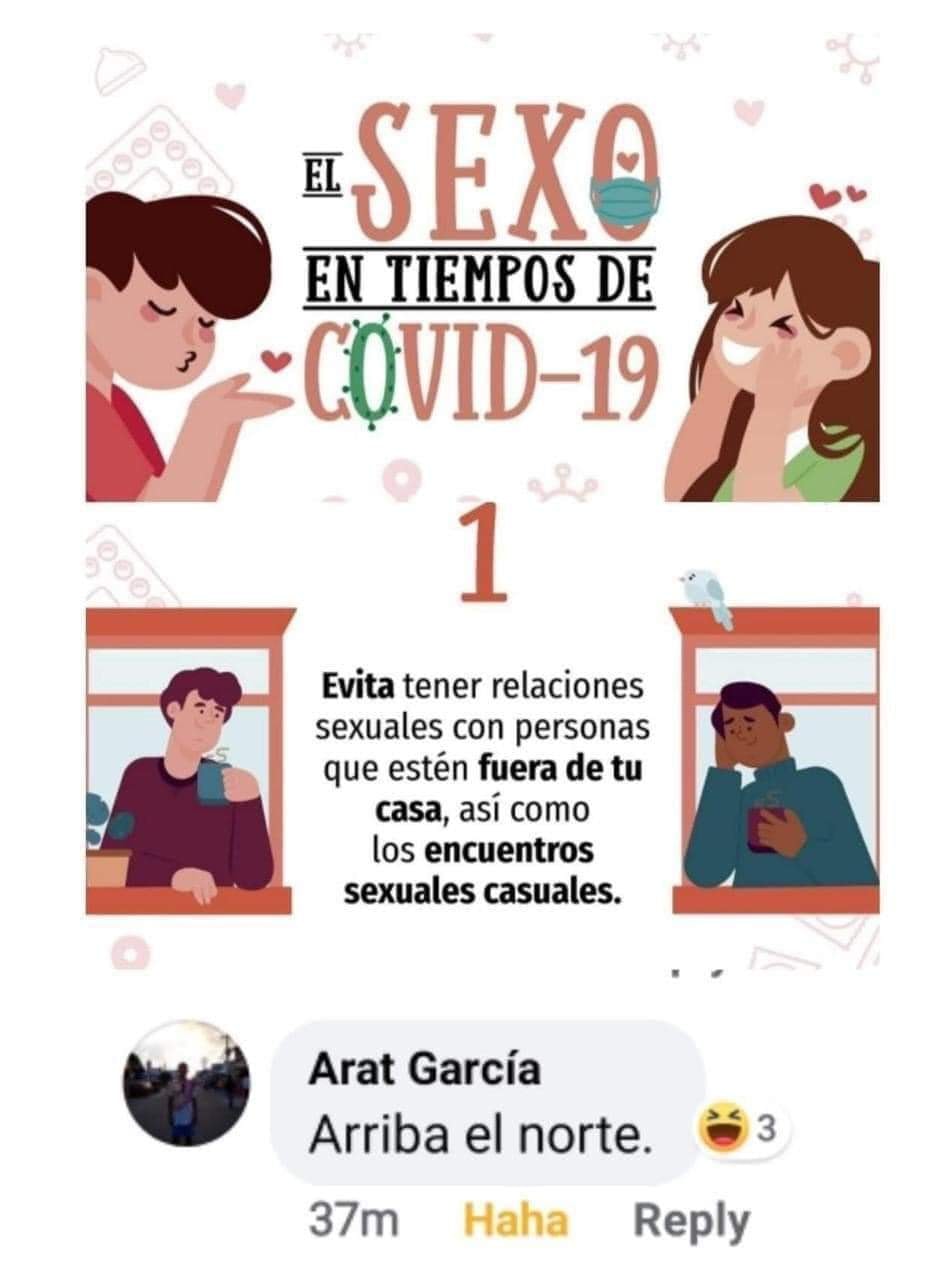 EL SEXO
EN TIEMPOS DE
COVID-19
1
Evita tener relaciones
sexuales con personas
que estén fuera de tu
casa, así como
los encuentros
sexuales casuales.
Arat García
Arriba el norte.
3
37m Haha Reply